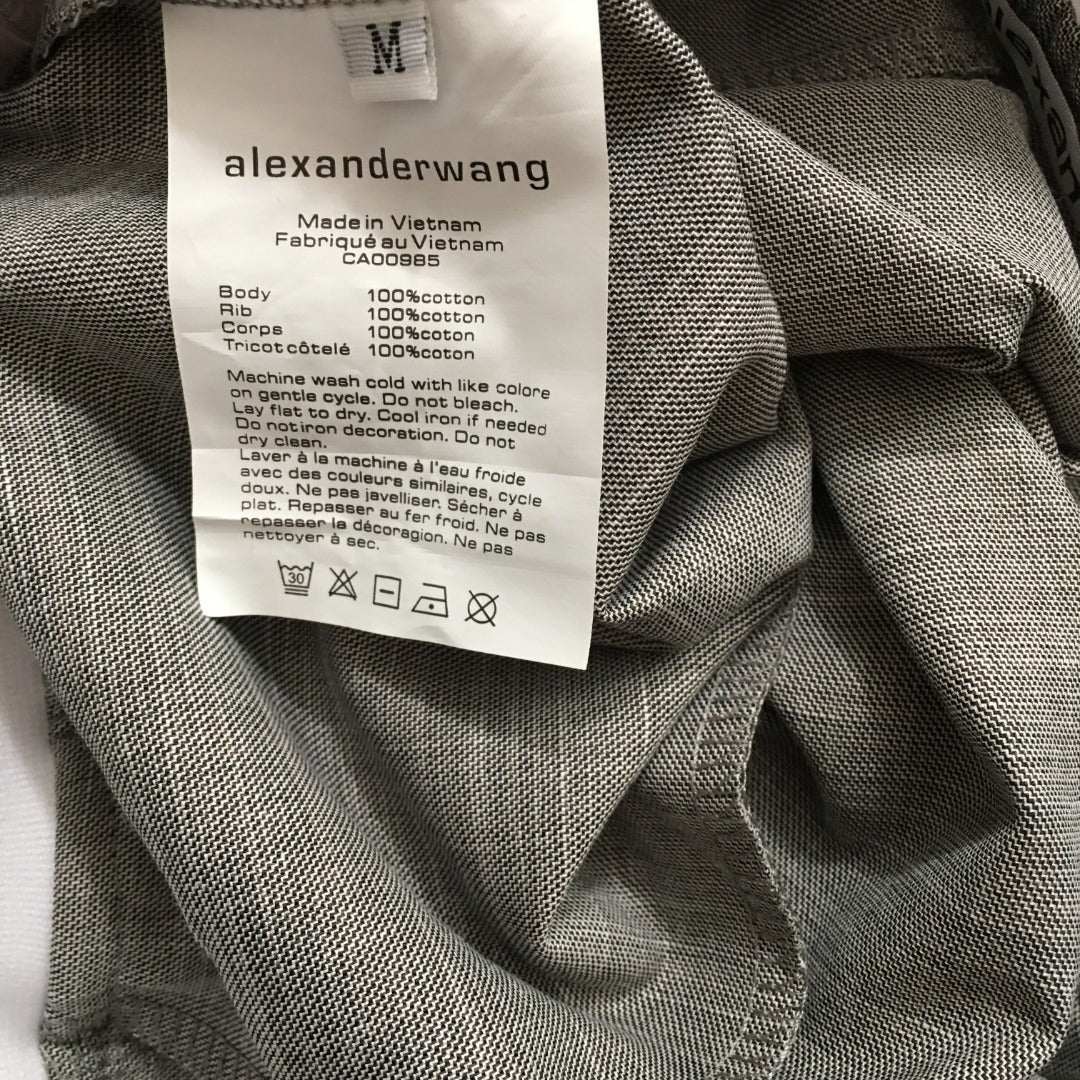 M
alexanderwang
Made in Vietnam
Fabriqué au Vietnam
CA00985
Body 100%cotton
Rib 100%cotton
Corps 100%coton
Tricot côtelé 100%coton
Machine wash cold with like colore
on gentle cycle. Do not bleach.
Lay flat to dry. Cool iron if needed
Do not iron decoration. Do not
dry clean.
Laver à la machine à l'eau froide
avec des couleurs similaires, cycle
doux. Ne pas javelliser. Sécher à
plat. Repasser au fer froid. Ne pas
repasser la décoragion. Ne pas
nettoyer à sec.
30